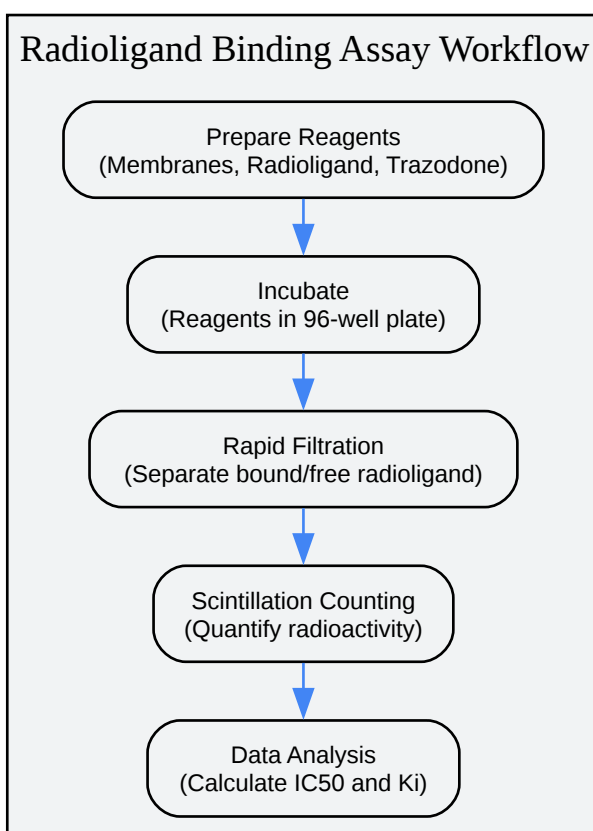 Radioligand Binding Assay Workflow
Prepare Reagents
(Membranes, Radioligand, Trazodone)
Incubate
(Reagents in 96-well plate)
Rapid Filtration
(Separate bound/free radioligand)
Scintillation Counting
(Quantify radioactivity)
Data Analysis
(Calculate IC50 and Ki)